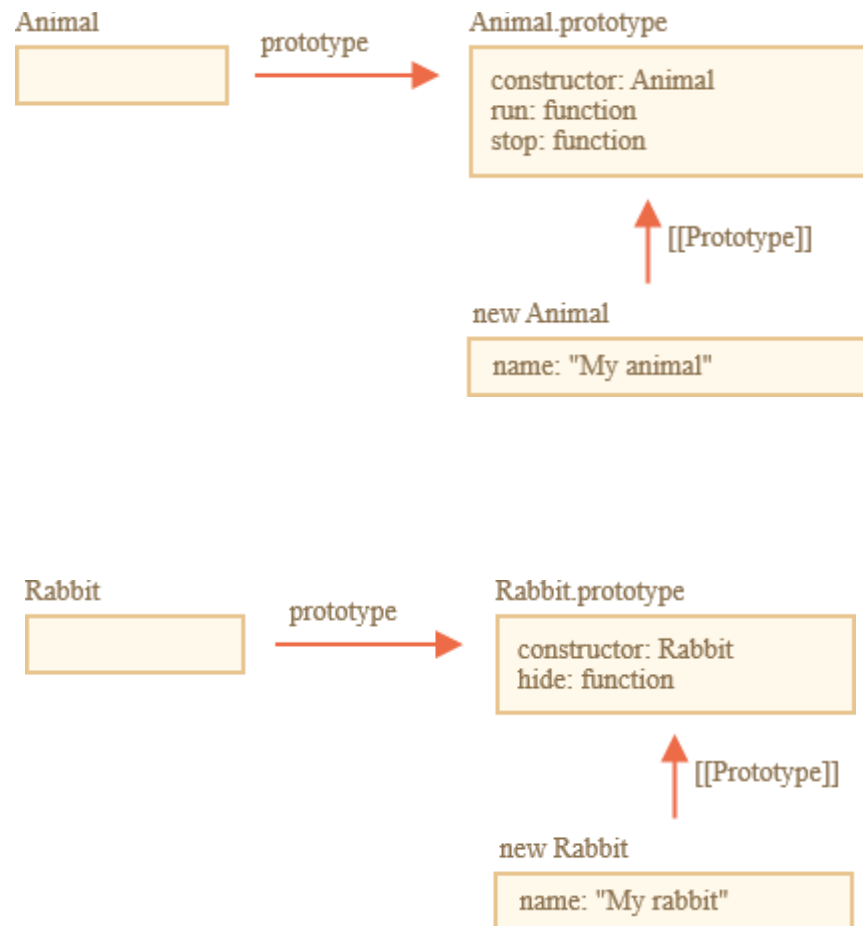 Animal
prototype
Animal.prototype
constructor: Animal
run: function
stop: function
[[Prototype]]
new Animal
name: "My animal"
Rabbit
prototype
Rabbit.prototype
constructor: Rabbit
hide: function
[[Prototype]]
new Rabbit
name: "My rabbit"